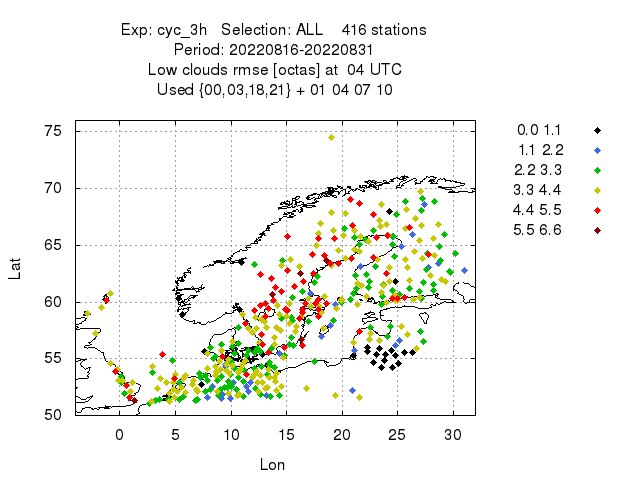 Exp: cyc_3h   Selection: ALL    416 stations
Period: 20220816-20220831
Low clouds rmse [octas] at  04 UTC
Used {00,03,18,21} + 01 04 07 10
0.0 1.1
1.1 2.2
2.2 3.3
3.3 4.4
4.4 5.5
5.5 6.6
75
70
65
60
55
50
Lat
0 5 10 15 20 25 30
Lon